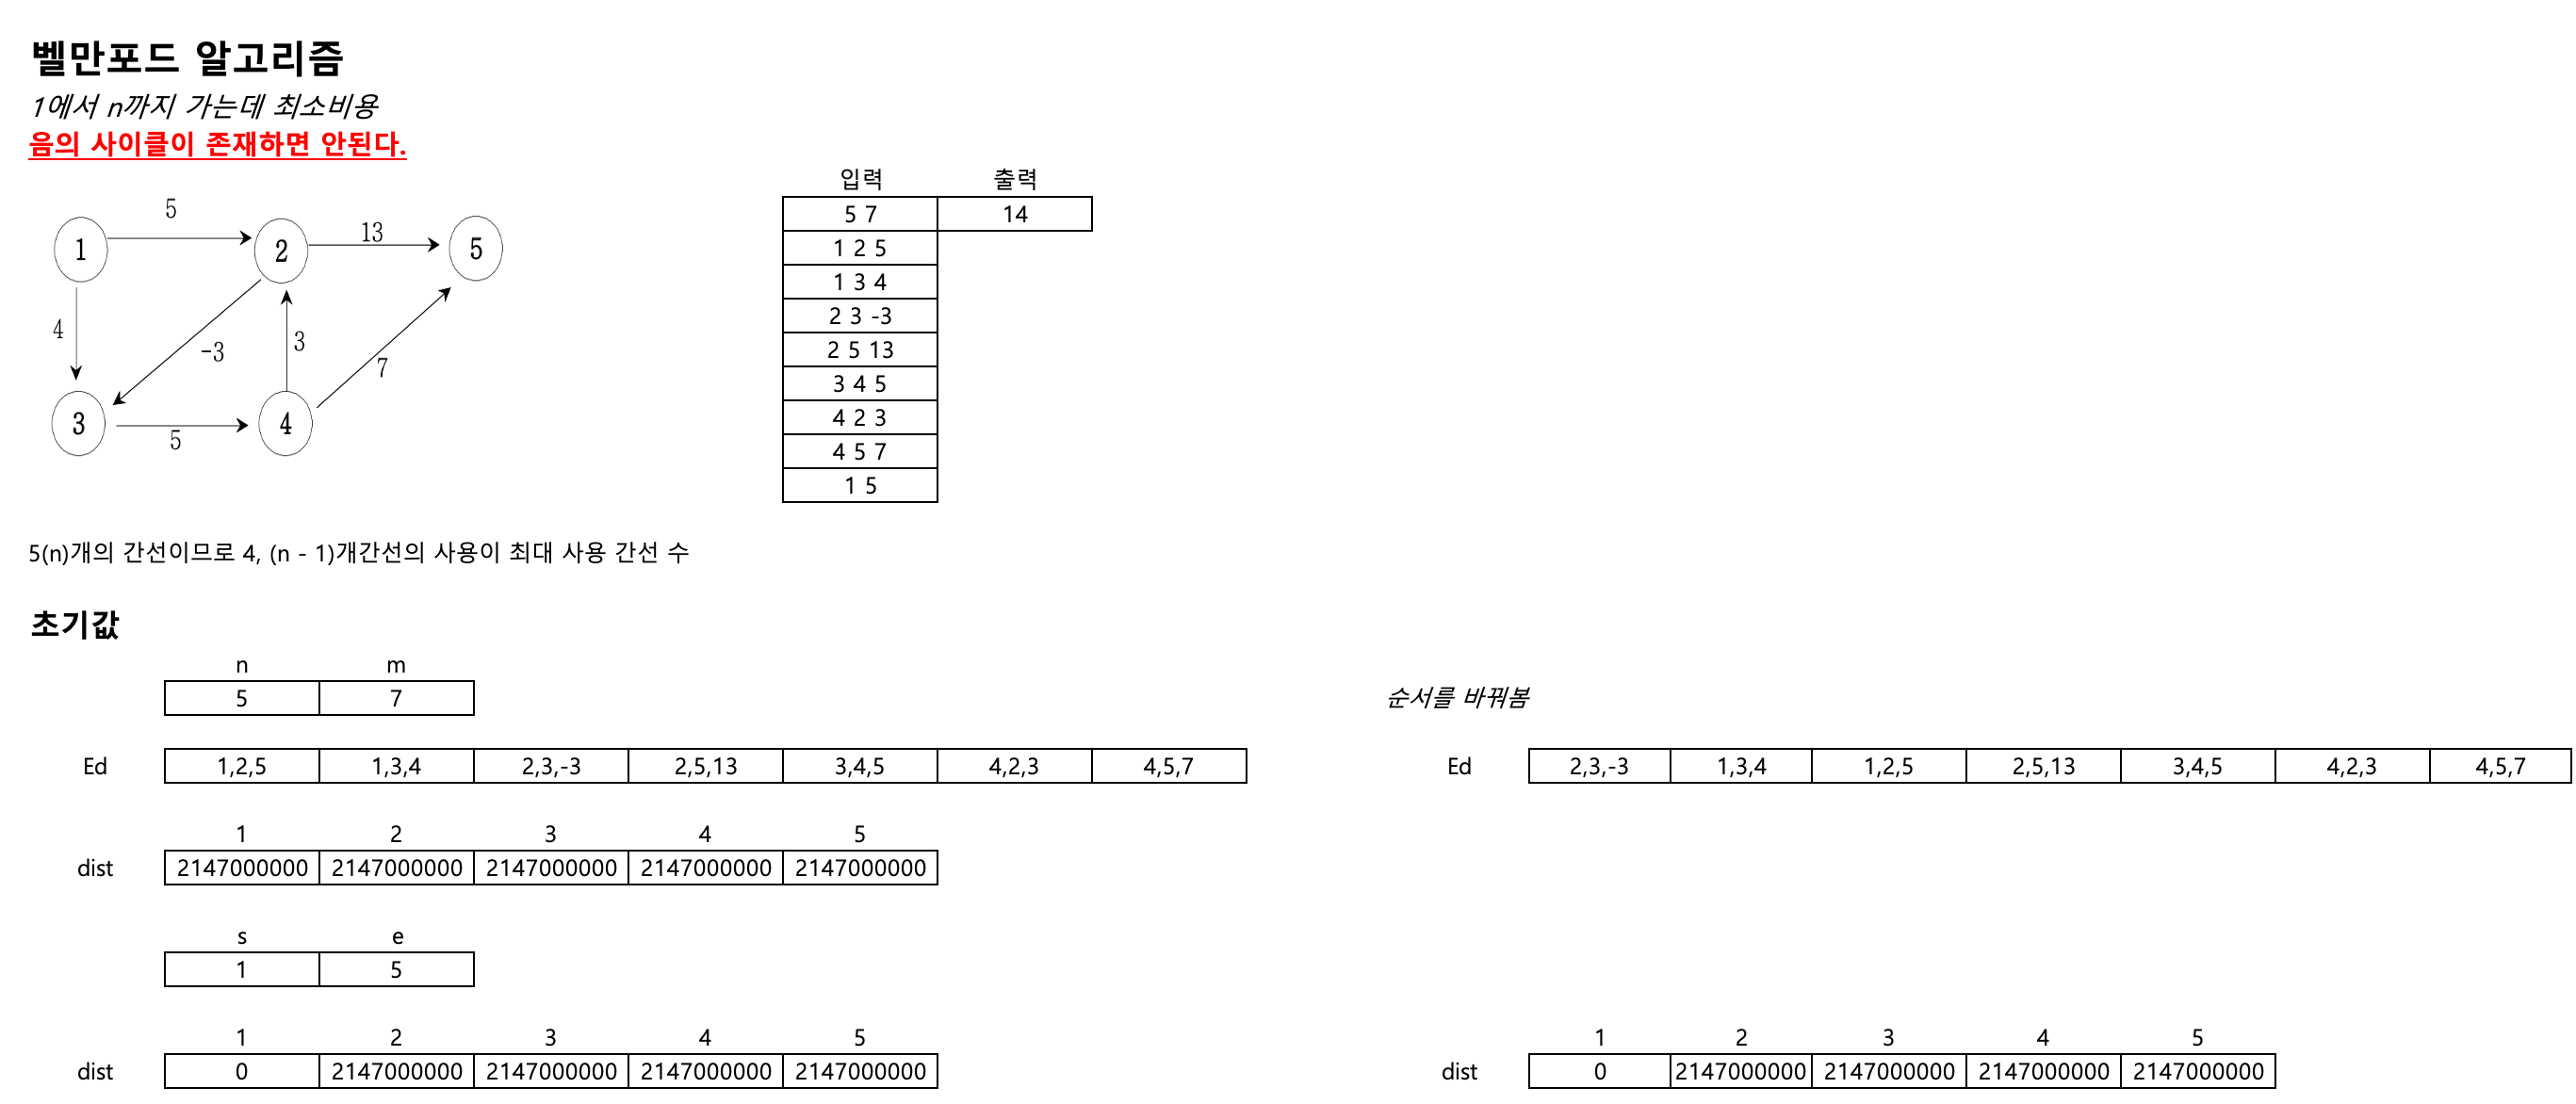 벨만포드 알고리즘
1에서 n까지 가는데 최소비용
음의 사이클이 존재하면 안된다.
입력 출력
5 7 14
1 2 5
1 3 4
2 3 -3
2 5 13
3 4 5
4 2 3
4 5 7
1 5
5 13
1 2 5
4 -3 3 7
3 4
5
5(n)개의 간선이므로 4, (n - 1)개간선의 사용이 최대 사용 간선 수
초기값
n m
5 7
Ed 1,2,5 1,3,4 2,3,-3 2,5,13 3,4,5 4,2,3 4,5,7
1 2 3 4 5
dist 2147000000 2147000000 2147000000 2147000000 2147000000
s e
1 5
1 2 3 4 5
dist 0 2147000000 2147000000 2147000000 2147000000
순서를 바꿔봄
Ed 2,3,-3 1,3,4 1,2,5 2,5,13 3,4,5 4,2,3 4,5,7
1 2 3 4 5
dist 0 2147000000 2147000000 2147000000 2147000000